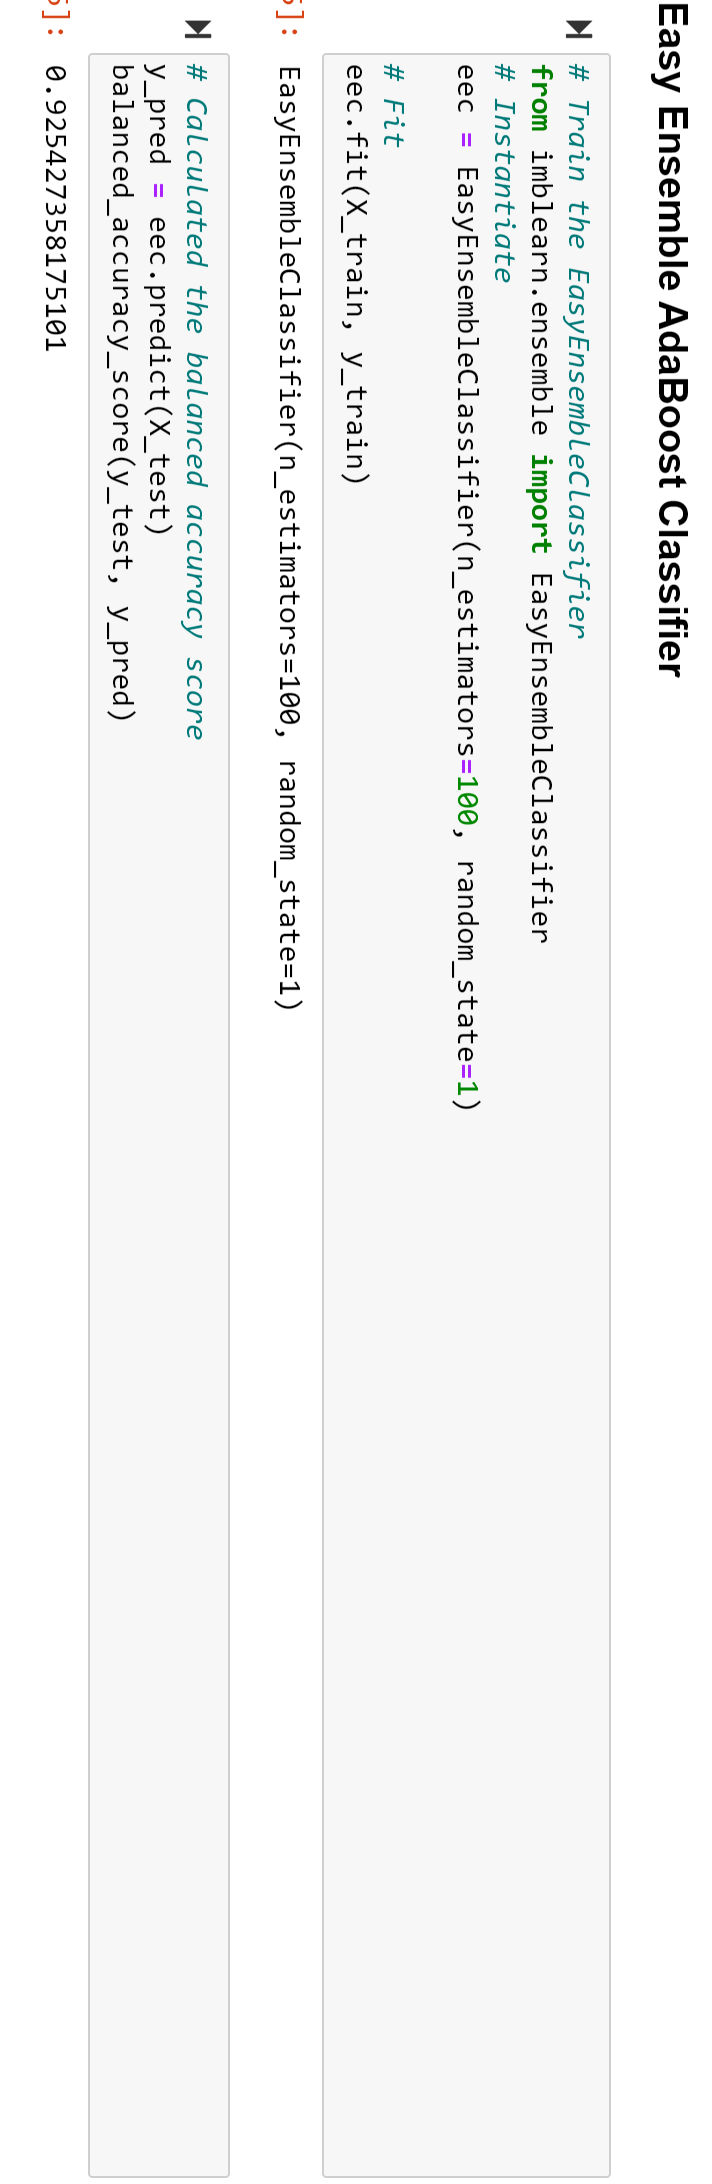 Easy Ensemble AdaBoost Classifier
# Train the EasyEnsembleClassifier
from imblearn.ensemble import EasyEnsembleClassifier
# Instantiate
eec = EasyEnsembleClassifier(n_estimators=100, random_state=1)
# Fit
eec.fit(X_train, y_train)
]: EasyEnsembleClassifier(n_estimators=100, random_state=1)
# Calculated the balanced accuracy score
y_pred = eec.predict(X_test)
balanced_accuracy_score(y_test, y_pred)
]: 0.925427358175101